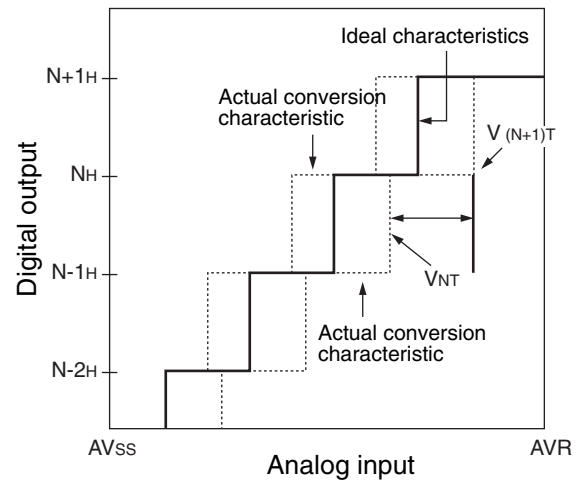 Ideal characteristics
N+1H
Actual conversion
characteristic
V (N+1)T
NH
Digital output
N-1H
VNT
Actual conversion
characteristic
N-2H
AVSS
AVR
Analog input